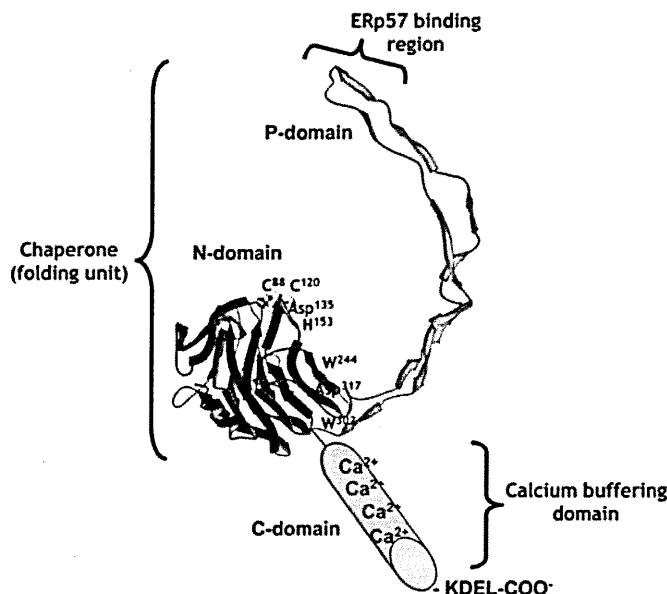 ERp57 binding
region
P-domain
Chaperone
(folding unit)
N-domain
C88 C120
Asp135
H153
W244
Asp317
W302
Ca2+
Ca2+
Ca2+
Ca2+
C-domain
Calcium buffering
domain
- KDEL-COO-